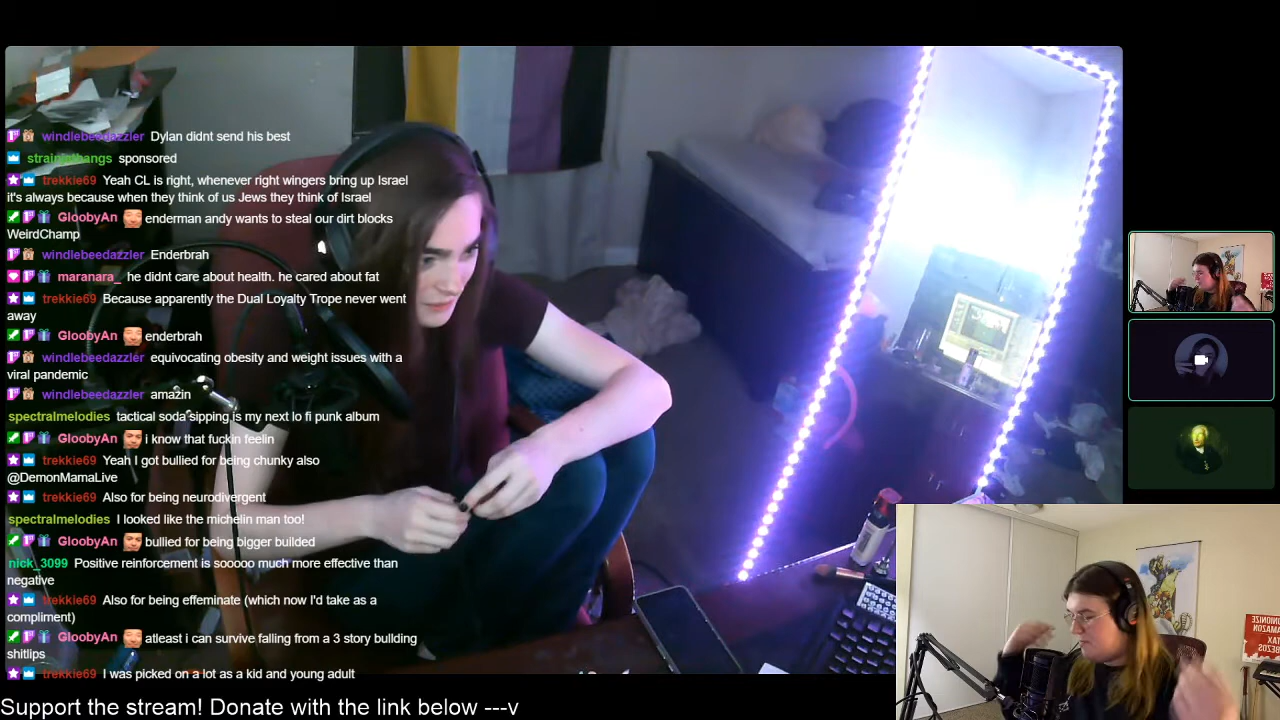 windlebeedazzler Dylan didnt send his best
strainlethangs sponsored
trekkie69 Yeah CL is right, whenever right wingers bring up Israel
it's always because when they think of us Jews they think of Israel
GloobyAn enderman andy wants to steal our dirt blocks
WeirdChamp
windlebeedazzler Enderbrah
maranara_ he didnt care about health. he cared about fat
trekkie69 Because apparently the Dual Loyalty Trope never went
away
GloobyAn enderbrah
windlebeedazzler equivocating obesity and weight issues with a
viral pandemic
windlebeedazzler amazin
spectralmelodies tactical soda sipping is my next lo fi punk album
GloobyAn i know that fuckin feelin
trekkie69 Yeah I got bullied for being chunky also
@DemonMamaLive
trekkie69 Also for being neurodivergent
spectralmelodies I looked like the michelin man too!
GloobyAn bullied for being bigger builded
nick_3099 Positive reinforcement is sooooo much more effective than
negative
trekkie69 Also for being effeminate (which now I'd take as a
compliment)
GloobyAn atleast i can survive falling from a 3 story bullding
shitlips
trekkie69 I was picked on a lot as a kid and young adult
Support the stream! Donate with the link below ---v
UNIONIZE
AMAZON
TAX
BEZOS